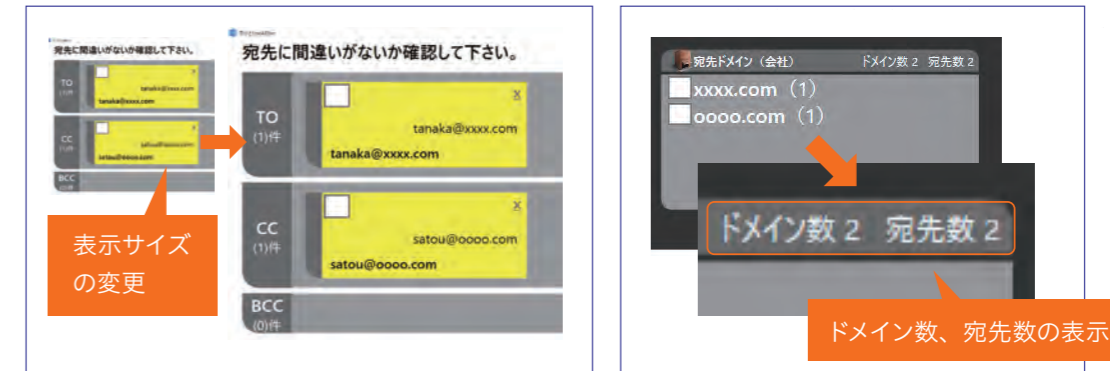 宛先に間違いがないか確認して下さい。
TO
x
tanaka@xxxx.com
tanaka@xxxx.com
CC
x
satou@oooo.com
satou@oooo.com
BCC
表示サイズ
の変更
宛先に間違いがないか確認して下さい。
TO
(1)件
x
tanaka@xxxx.com
tanaka@xxxx.com
CC
(1)件
x
satou@oooo.com
satou@oooo.com
BCC
(0)件
宛先ドメイン（会社） ドメイン数 2 宛先数 2
xxxx.com（1）
oooo.com（1）
ドメイン数 2 宛先数 2
ドメイン数、宛先数の表示